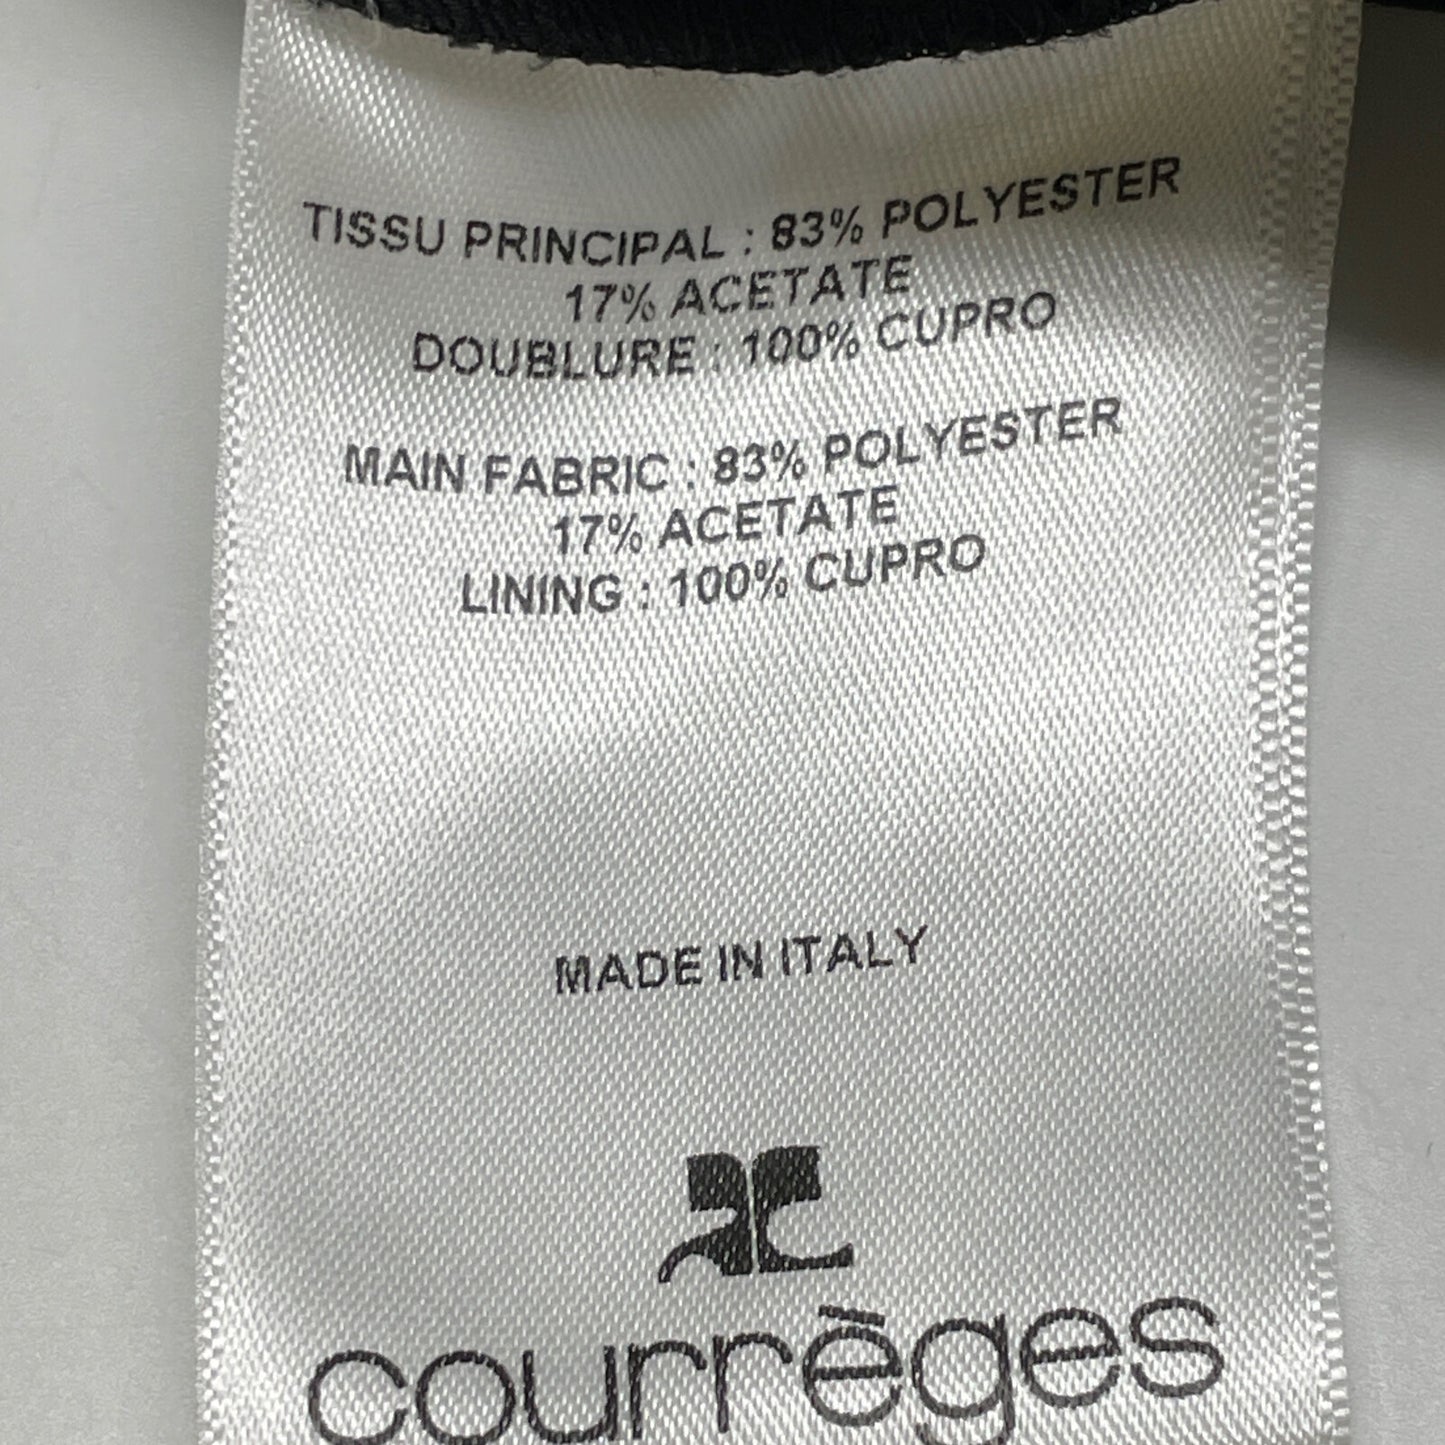 TISSU PRINCIPAL : 83% POLYESTER
17% ACETATE
DOUBLURE : 100% CUPRO
MAIN FABRIC : 83% POLYESTER
17% ACETATE
LINING : 100% CUPRO
MADE IN ITALY
courrèges